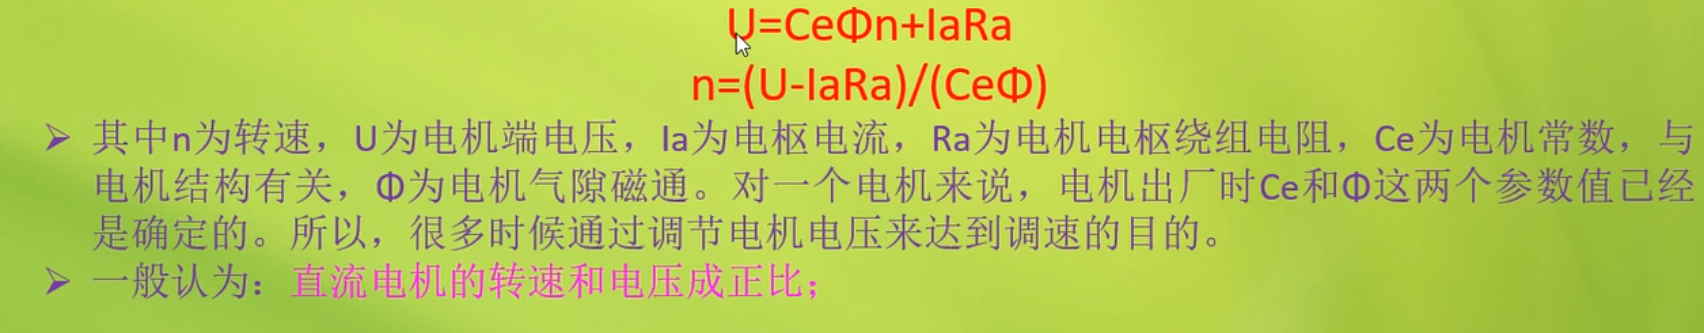 U=CeΦn+IaRa
n=(U-IaRa)/(CeΦ)
➢ 其中n为转速，U为电机端电压，Ia为电枢电流，Ra为电机电枢绕组电阻，Ce为电机常数，与
电机结构有关，Φ为电机气隙磁通。对一个电机来说，电机出厂时Ce和Φ这两个参数值已经
是确定的。所以，很多时候通过调节电机电压来达到调速的目的。
➢ 一般认为：直流电机的转速和电压成正比；